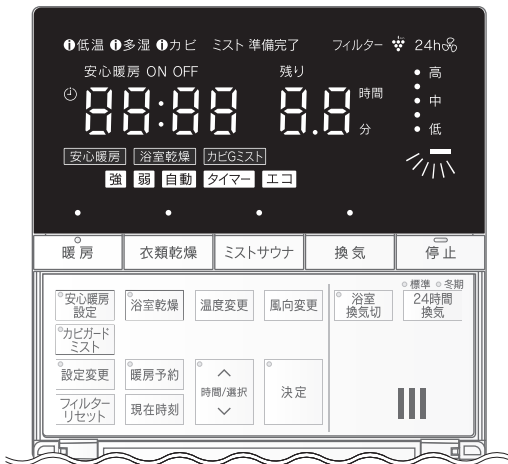 ❶低温 ❶多湿 ❶カビ ミスト 準備完了 フィルター 24h
安心暖房 ON OFF 残り
88:88 8.8 時間
分
高
中
低
安心暖房 浴室乾燥 カビGミスト
強 弱 自動 タイマー エコ
暖房 衣類乾燥 ミストサウナ 換気 停止
標準 冬期
安心暖房
設定
浴室乾燥 温度変更 風向変更
浴室
換気切
24時間
換気
カビガード
ミスト
設定変更 暖房予約
時間/選択
決定
フィルター
リセット
現在時刻